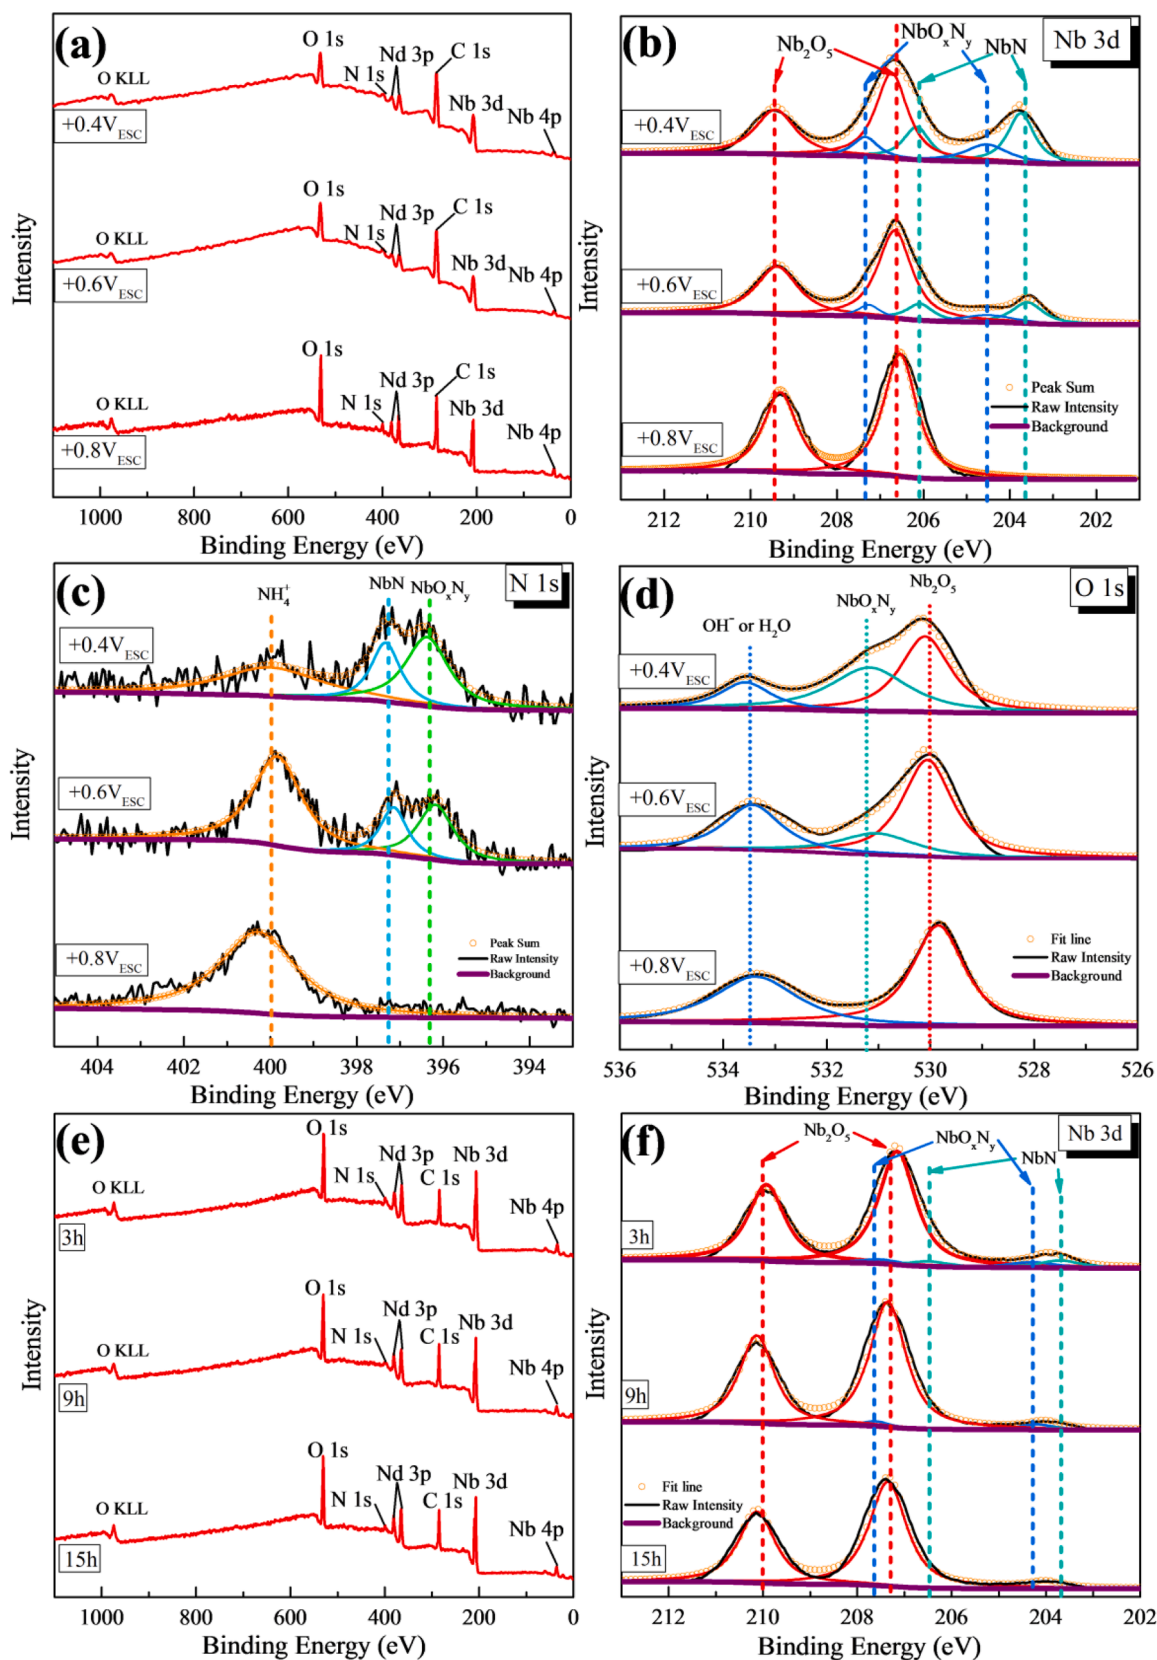 (a)
O 1s
Nd 3p
C 1s
N 1s
O KLL
Nb 3d
Nb 4p
+0.4V_ESC
O 1s
Nd 3p
C 1s
N 1s
O KLL
Nb 3d
Nb 4p
+0.6V_ESC
O 1s
Nd 3p
C 1s
N 1s
O KLL
Nb 3d
Nb 4p
+0.8V_ESC
Intensity
1000 800 600 400 200 0
Binding Energy (eV)
(b)
Nb₂O₅
NbOₓN_y
NbN
Nb 3d
+0.4V_ESC
+0.6V_ESC
+0.8V_ESC
Peak Sum
Raw Intensity
Background
Intensity
212 210 208 206 204 202
Binding Energy (eV)
(c)
NH₄⁺
NbN
NbOₓN_y
N 1s
+0.4V_ESC
+0.6V_ESC
+0.8V_ESC
Peak Sum
Raw Intensity
Background
Intensity
404 402 400 398 396 394
Binding Energy (eV)
(d)
OH⁻ or H₂O
NbOₓN_y
Nb₂O₅
O 1s
+0.4V_ESC
+0.6V_ESC
+0.8V_ESC
Fit line
Raw Intensity
Background
Intensity
536 534 532 530 528 526
Binding Energy (eV)
(e)
O 1s
Nd 3p
Nb 3d
N 1s
C 1s
O KLL
Nb 4p
3h
O 1s
Nd 3p
Nb 3d
N 1s
C 1s
O KLL
Nb 4p
9h
O 1s
Nd 3p
Nb 3d
N 1s
C 1s
O KLL
Nb 4p
15h
Intensity
1000 800 600 400 200 0
Binding Energy (eV)
(f)
Nb₂O₅
NbOₓN_y
NbN
Nb 3d
3h
9h
15h
Fit line
Raw Intensity
Background
Intensity
212 210 208 206 204 202
Binding Energy (eV)